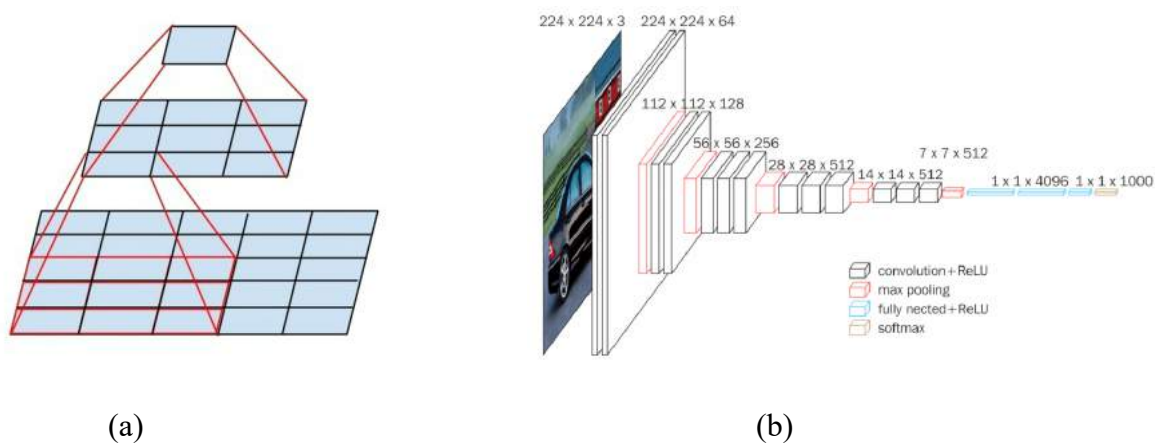 224 x 224 x 3 224 x 224 x 64
112 x 112 x 128
56 x 56 x 256
28 x 28 x 512
14 x 14 x 512
7 x 7 x 512
1 x 1 x 4096 1 x 1 x 1000
convolution+ReLU
max pooling
fully nected+ReLU
softmax
(a) (b)